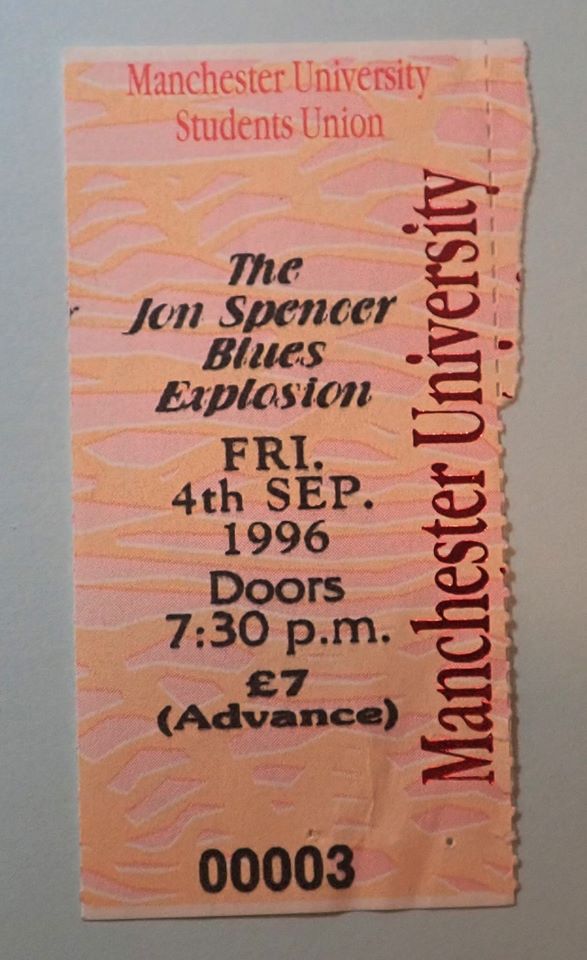 Manchester University
Students Union
The
Jon Spencer
Blues
Explosion
FRI.
4th SEP.
1996
Doors
7:30 p.m.
£7
(Advance)
00003
Manchester University